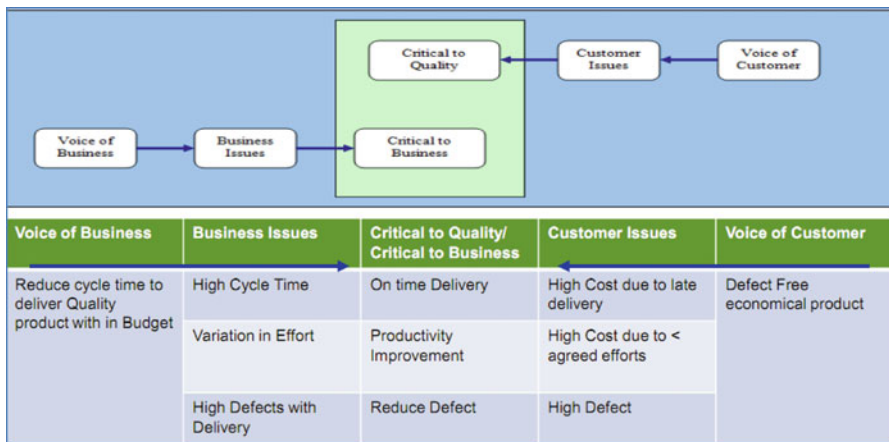 Critical to
Quality
Customer
Issues
Voice of
Customer
Voice of
Business
Business
Issues
Critical to
Business
Voice of Business
Business Issues
Critical to Quality/
Critical to Business
Customer Issues
Voice of Customer
Reduce cycle time to
deliver Quality
product with in Budget
High Cycle Time
On time Delivery
High Cost due to late
delivery
Defect Free
economical product
Variation in Effort
Productivity
Improvement
High Cost due to <
agreed efforts
High Defects with
Delivery
Reduce Defect
High Defect